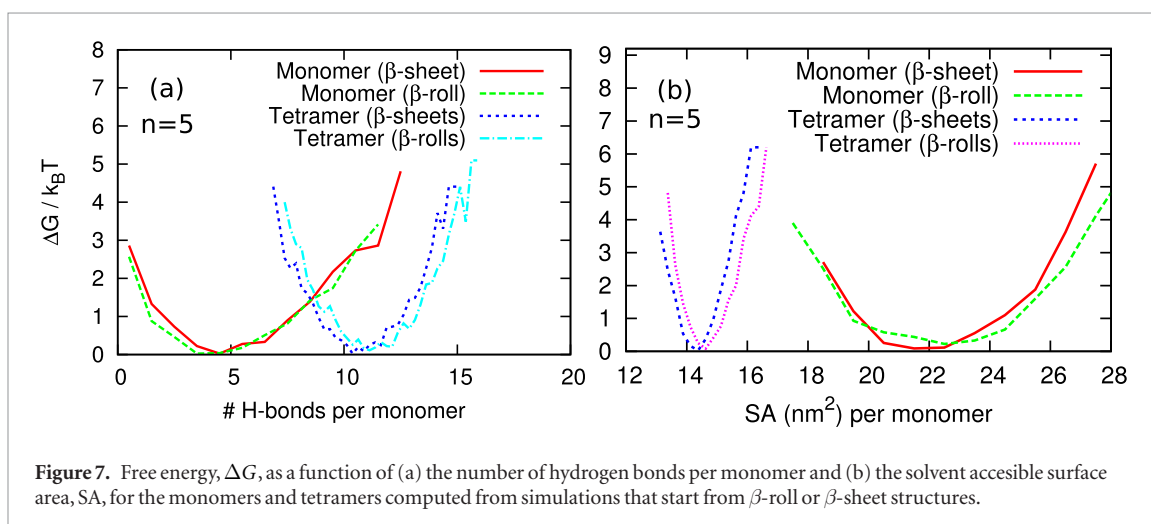 8
7
6
5
4
3
2
1
0
ΔG / k_BT
(a)
n=5
Monomer (β-sheet)
Monomer (β-roll)
Tetramer (β-sheets)
Tetramer (β-rolls)
0 5 10 15 20
# H-bonds per monomer
9
8
7
6
5
4
3
2
1
0
(b)
n=5
Monomer (β-sheet)
Monomer (β-roll)
Tetramer (β-sheets)
Tetramer (β-rolls)
12 14 16 18 20 22 24 26 28
SA (nm²) per monomer
Figure 7. Free energy, ΔG, as a function of (a) the number of hydrogen bonds per monomer and (b) the solvent accesible surface
area, SA, for the monomers and tetramers computed from simulations that start from β-roll or β-sheet structures.